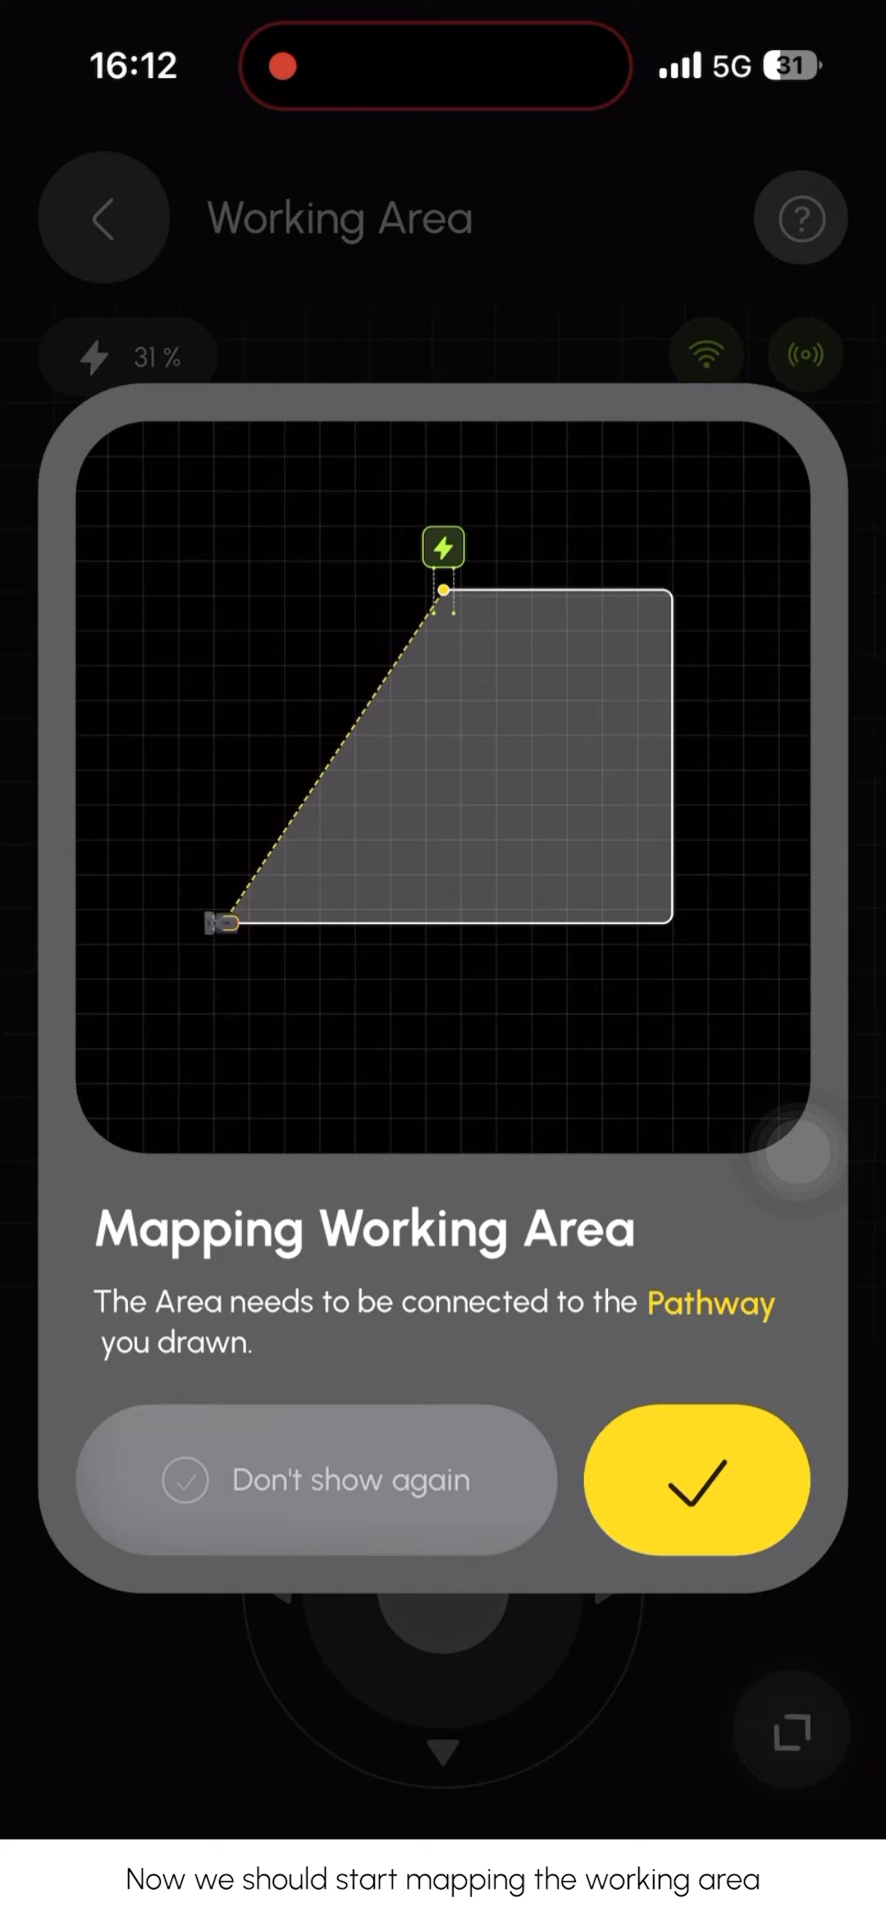 16:12
5G
31
Working Area
?
31 %
Mapping Working Area
The Area needs to be connected to the Pathway
you drawn.
Don't show again
Now we should start mapping the working area